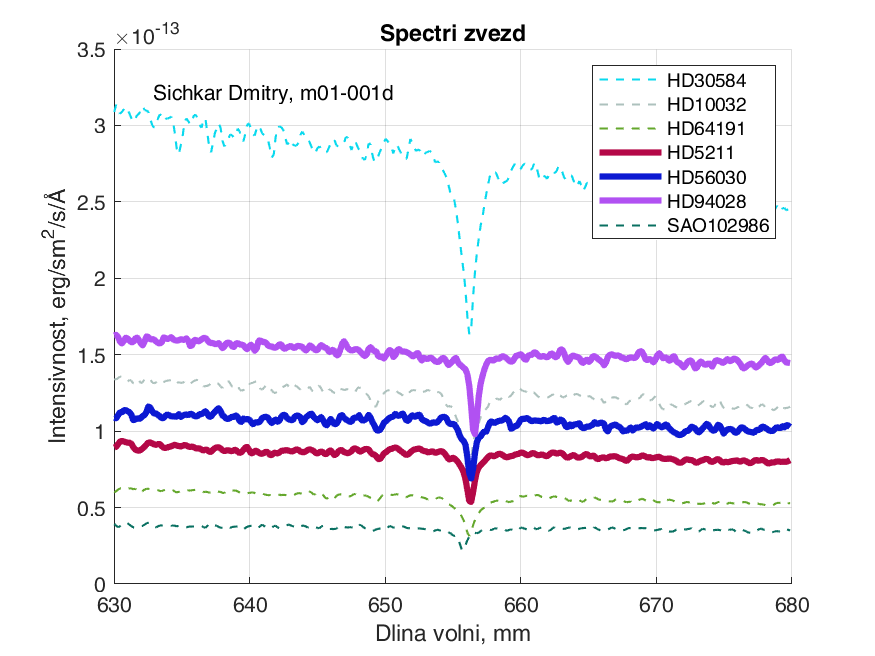 Spectri zvezd
×10^-13
3.5
3
2.5
2
1.5
1
0.5
0
Intensivnost, erg/sm^2/s/Å
Sichkar Dmitry, m01-001d
HD30584
HD10032
HD64191
HD5211
HD56030
HD94028
SAO102986
630 640 650 660 670 680
Dlina volni, mm